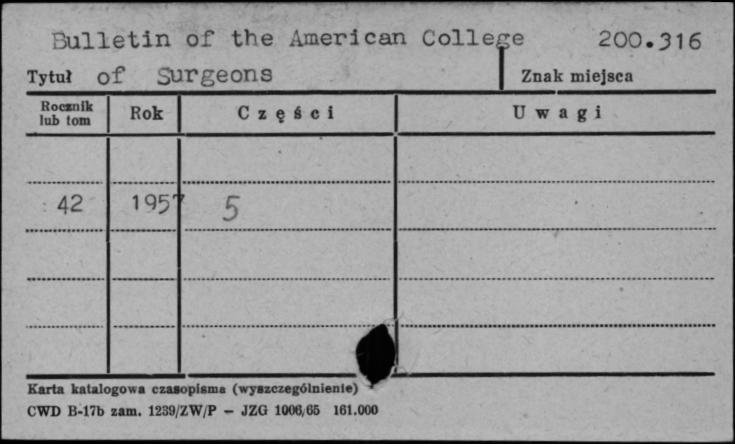 Bulletin of the American College 200.316
Tytuł of Surgeons Znak miejsca
Rocznik lub tom Rok Części Uwagi
42 1957 5
Karta katalogowa czasopisma (wyszczególnienie)
CWD B-17b zam. 1239/ZW/P — JZG 1006/65 161.000